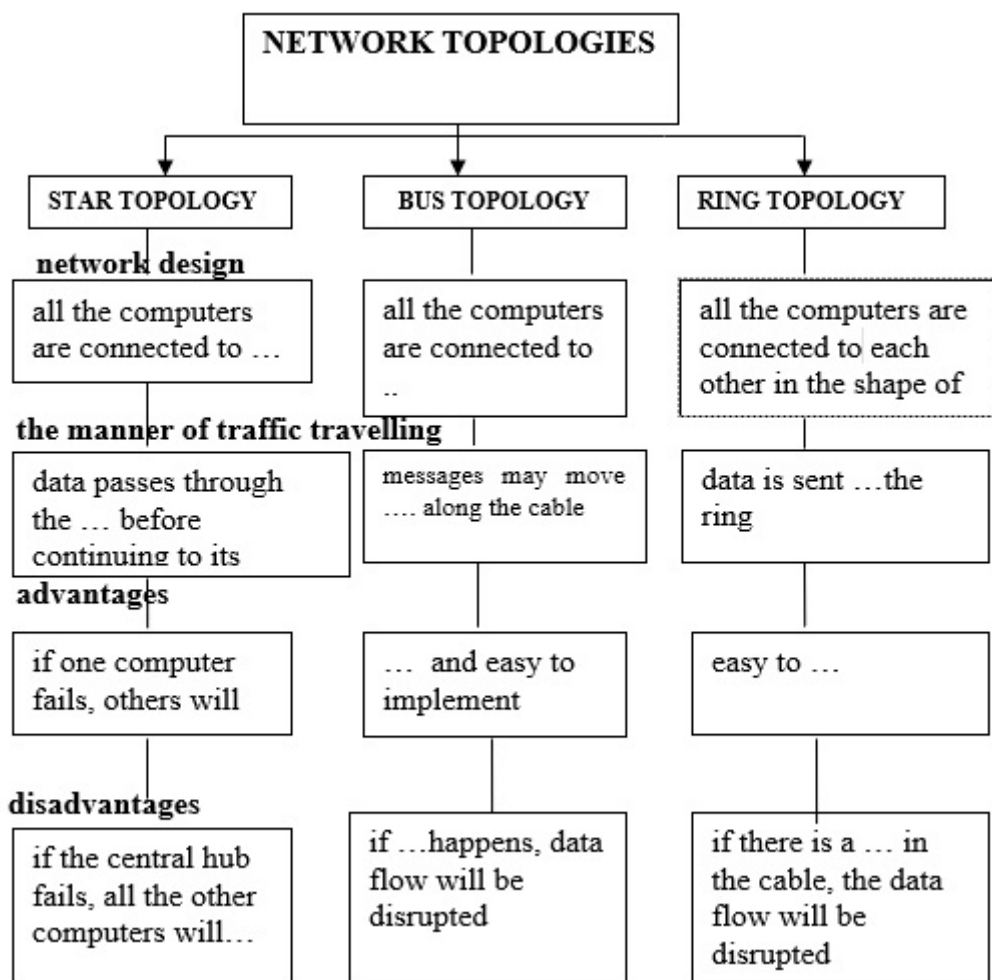 NETWORK TOPOLOGIES
STAR TOPOLOGY
BUS TOPOLOGY
RING TOPOLOGY
network design
all the computers
are connected to …
all the computers
are connected to
..
all the computers are
connected to each
other in the shape of
the manner of traffic travelling
data passes through
the … before
continuing to its
messages may move
…. along the cable
data is sent …the
ring
advantages
if one computer
fails, others will
… and easy to
implement
easy to …
disadvantages
if the central hub
fails, all the other
computers will…
if …happens, data
flow will be
disrupted
if there is a … in
the cable, the data
flow will be
disrupted